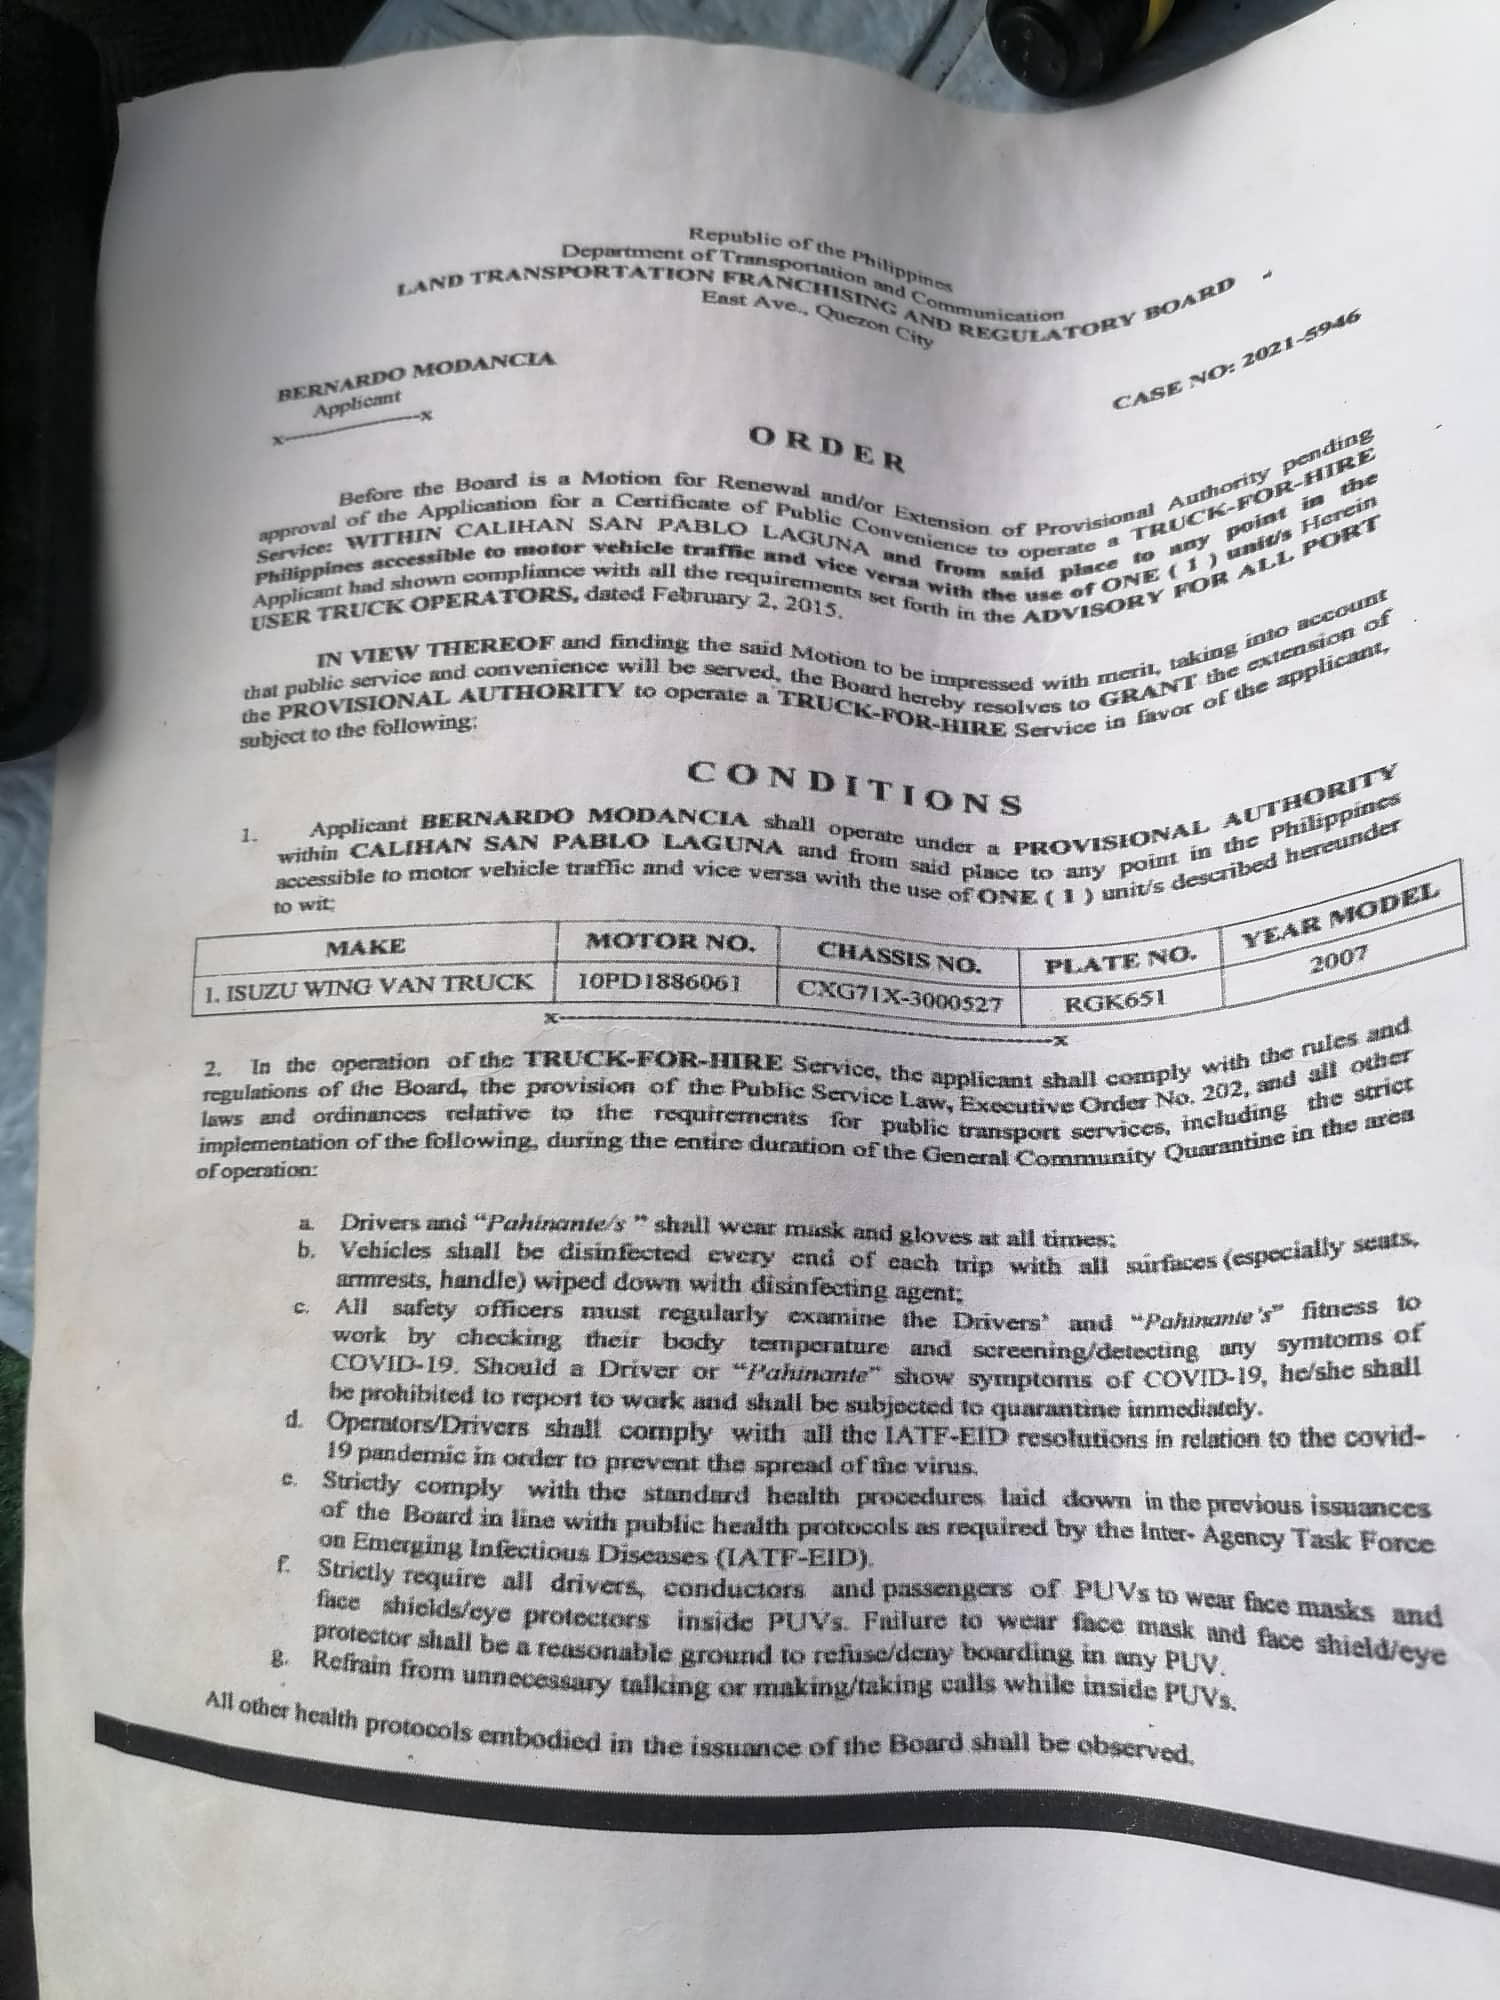 Republic of the Philippines
Department of Transportation and Communication
LAND TRANSPORTATION FRANCHISING AND REGULATORY BOARD
East Ave., Quezon City
BERNARDO MODANCIA
Applicant
x----------------x
CASE NO: 2021-5946
ORDER
Before the Board is a Motion for Renewal and/or Extension of Provisional Authority pending
approval of the Application for a Certificate of Public Convenience to operate a TRUCK-FOR-HIRE
Service: WITHIN CALIHAN SAN PABLO LAGUNA and from said place to any point in the
Philippines accessible to motor vehicle traffic and vice versa with the use of ONE ( 1 ) unit/s Herein
Applicant had shown compliance with all the requirements set forth in the ADVISORY FOR ALL PORT
USER TRUCK OPERATORS, dated February 2, 2015.
IN VIEW THEREOF and finding the said Motion to be impressed with merit, taking into account
that public service and convenience will be served, the Board hereby resolves to GRANT the extension of
the PROVISIONAL AUTHORITY to operate a TRUCK-FOR-HIRE Service in favor of the applicant,
subject to the following:
CONDITIONS
1. Applicant BERNARDO MODANCIA shall operate under a PROVISIONAL AUTHORITY
within CALIHAN SAN PABLO LAGUNA and from said place to any point in the Philippines
accessible to motor vehicle traffic and vice versa with the use of ONE ( 1 ) unit/s described hereunder
to wit:
MAKE MOTOR NO. CHASSIS NO. PLATE NO. YEAR MODEL
1. ISUZU WING VAN TRUCK 10PD1886061 CXG71X-3000527 RGK651 2007
x----------------x
2. In the operation of the TRUCK-FOR-HIRE Service, the applicant shall comply with the rules and
regulations of the Board, the provision of the Public Service Law, Executive Order No. 202, and all other
laws and ordinances relative to the requirements for public transport services, including the strict
implementation of the following, during the entire duration of the General Community Quarantine in the area
of operation:
a. Drivers and "Pahinante/s " shall wear mask and gloves at all times;
b. Vehicles shall be disinfected every end of each trip with all surfaces (especially seats,
armrests, handle) wiped down with disinfecting agent;
c. All safety officers must regularly examine the Drivers' and "Pahinante's" fitness to
work by checking their body temperature and screening/detecting any symtoms of
COVID-19. Should a Driver or "Pahinante" show symptoms of COVID-19, he/she shall
be prohibited to report to work and shall be subjected to quarantine immediately.
d. Operators/Drivers shall comply with all the IATF-EID resolutions in relation to the covid-
19 pandemic in order to prevent the spread of the virus.
e. Strictly comply with the standard health procedures laid down in the previous issuances
of the Board in line with public health protocols as required by the Inter- Agency Task Force
on Emerging Infectious Diseases (IATF-EID).
f. Strictly require all drivers, conductors and passengers of PUVs to wear face masks and
face shields/eye protectors inside PUVs. Failure to wear face mask and face shield/eye
protector shall be a reasonable ground to refuse/deny boarding in any PUV.
g. Refrain from unnecessary talking or making/taking calls while inside PUVs.
All other health protocols embodied in the issuance of the Board shall be observed.